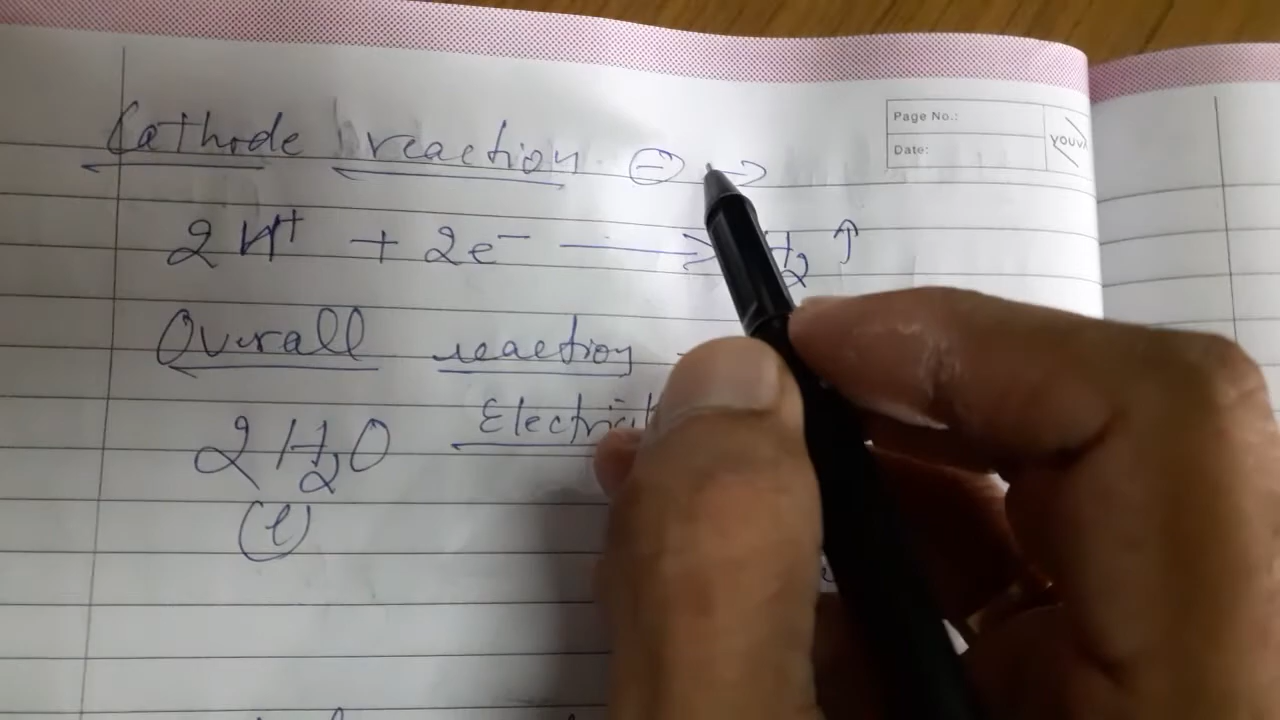 Page No.:
Date:
Cathode reaction ⊖ →
2H⁺ + 2e⁻ → H₂ ↑
Overall reaction
2H₂O Electricit
(l)